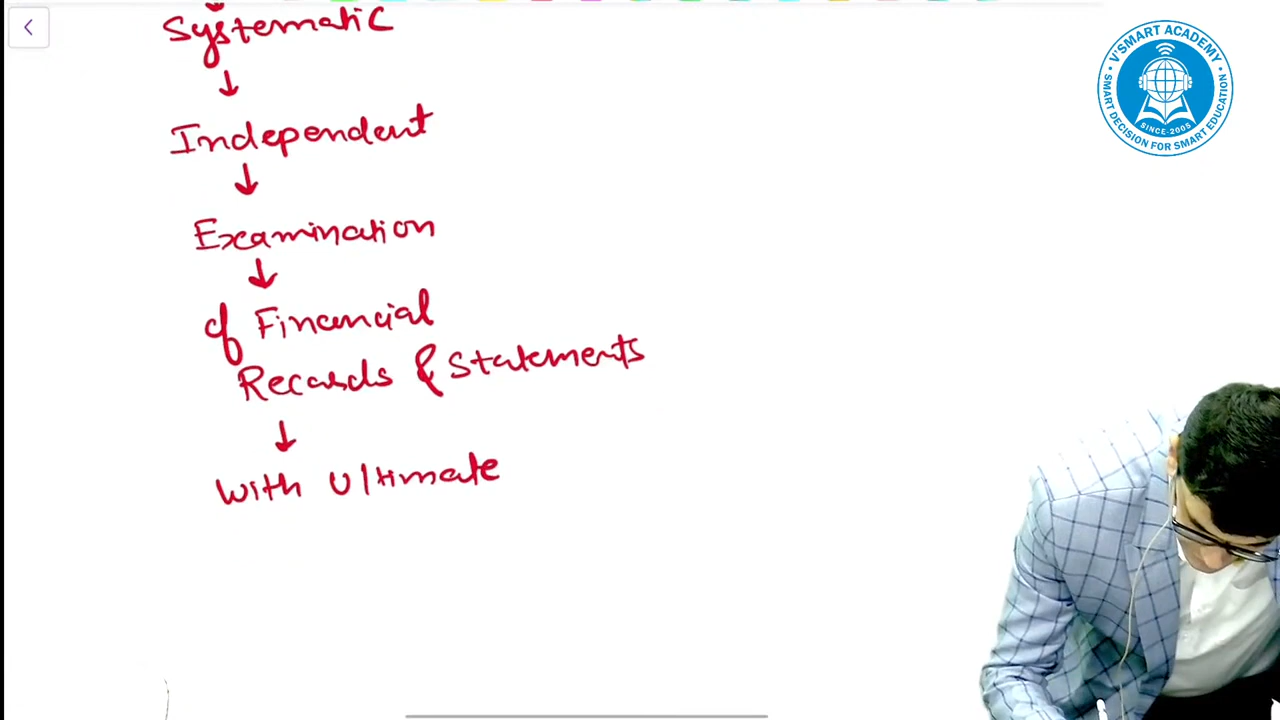 Systematic
↓
Independent
↓
Examination
↓
of Financial
Records & Statements
↓
With Ultimate
V'SMART ACADEMY
SINCE-2005
SMART DECISION FOR SMART EDUCATION